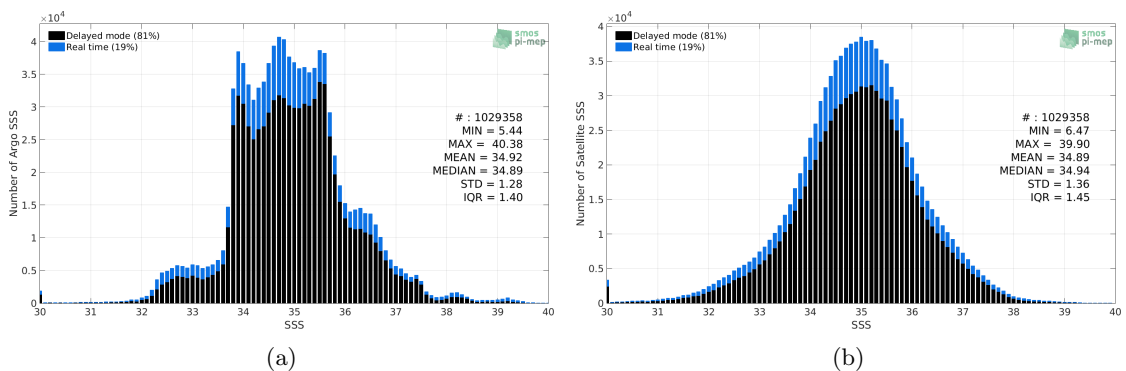 ×10⁴
Delayed mode (81%)
Real time (19%)
smos
pi-mep
4
3.5
3
2.5
2
1.5
1
0.5
0
Number of Argo SSS
# : 1029358
MIN = 5.44
MAX = 40.38
MEAN = 34.92
MEDIAN = 34.89
STD = 1.28
IQR = 1.40
30 31 32 33 34 35 36 37 38 39 40
SSS
(a)
×10⁴
Delayed mode (81%)
Real time (19%)
smos
pi-mep
4
3.5
3
2.5
2
1.5
1
0.5
0
Number of Satellite SSS
# : 1029358
MIN = 6.47
MAX = 39.90
MEAN = 34.89
MEDIAN = 34.94
STD = 1.36
IQR = 1.45
30 31 32 33 34 35 36 37 38 39 40
SSS
(b)